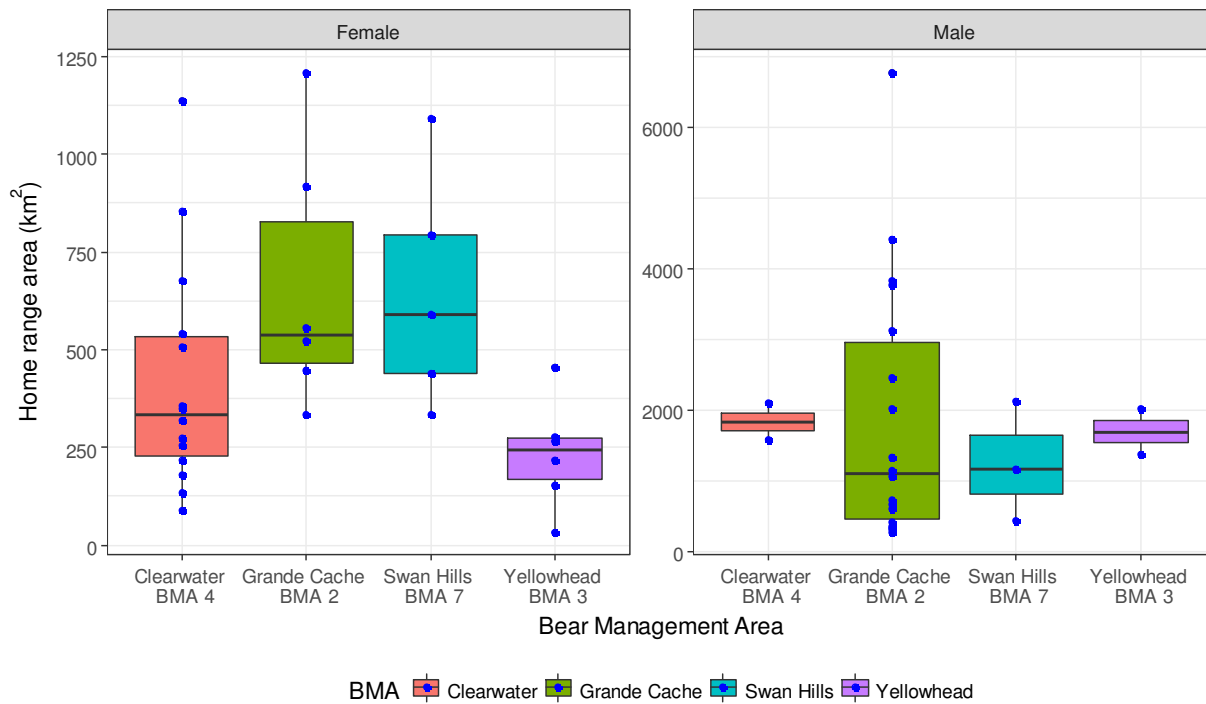 Female
Male
Home range area (km²)
1250
1000
750
500
250
0
6000
4000
2000
0
Clearwater
BMA 4
Grande Cache
BMA 2
Swan Hills
BMA 7
Yellowhead
BMA 3
Clearwater
BMA 4
Grande Cache
BMA 2
Swan Hills
BMA 7
Yellowhead
BMA 3
Bear Management Area
BMA Clearwater Grande Cache Swan Hills Yellowhead